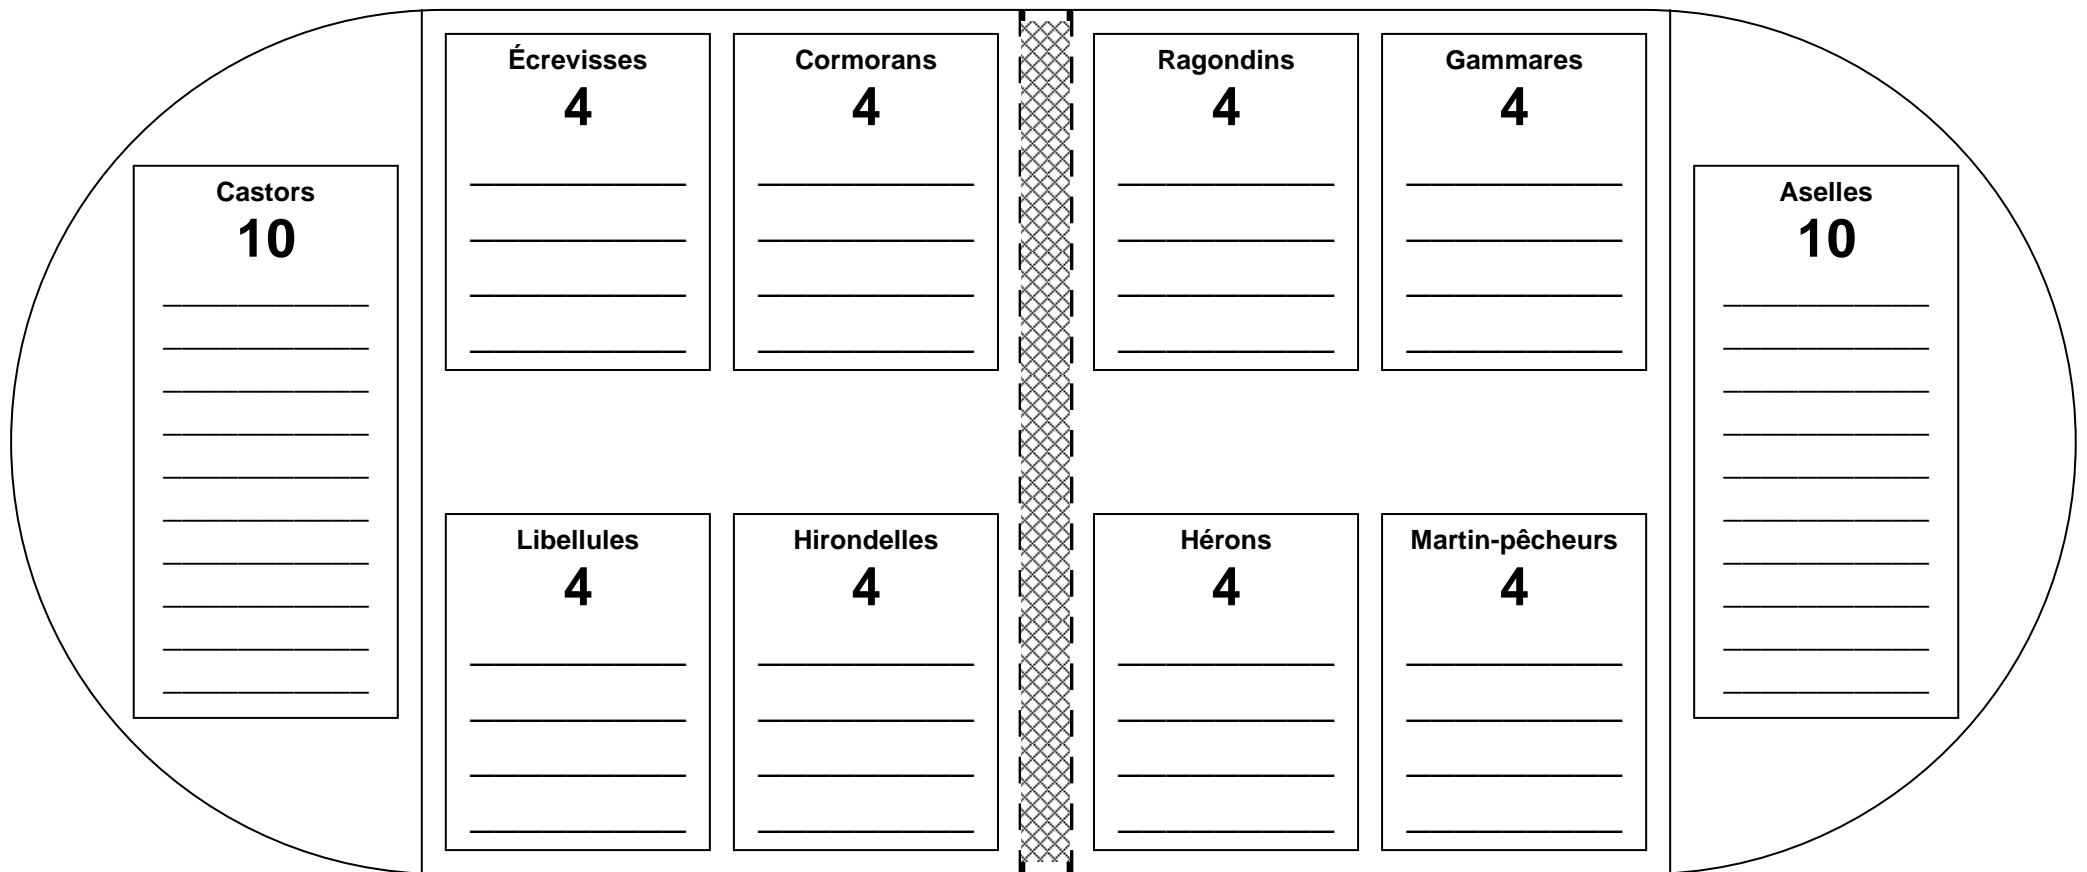 Castors
10
Écrevisses
4
Cormorans
4
Ragondins
4
Gammares
4
Libellules
4
Hirondelles
4
Hérons
4
Martin-pêcheurs
4
Aselles
10